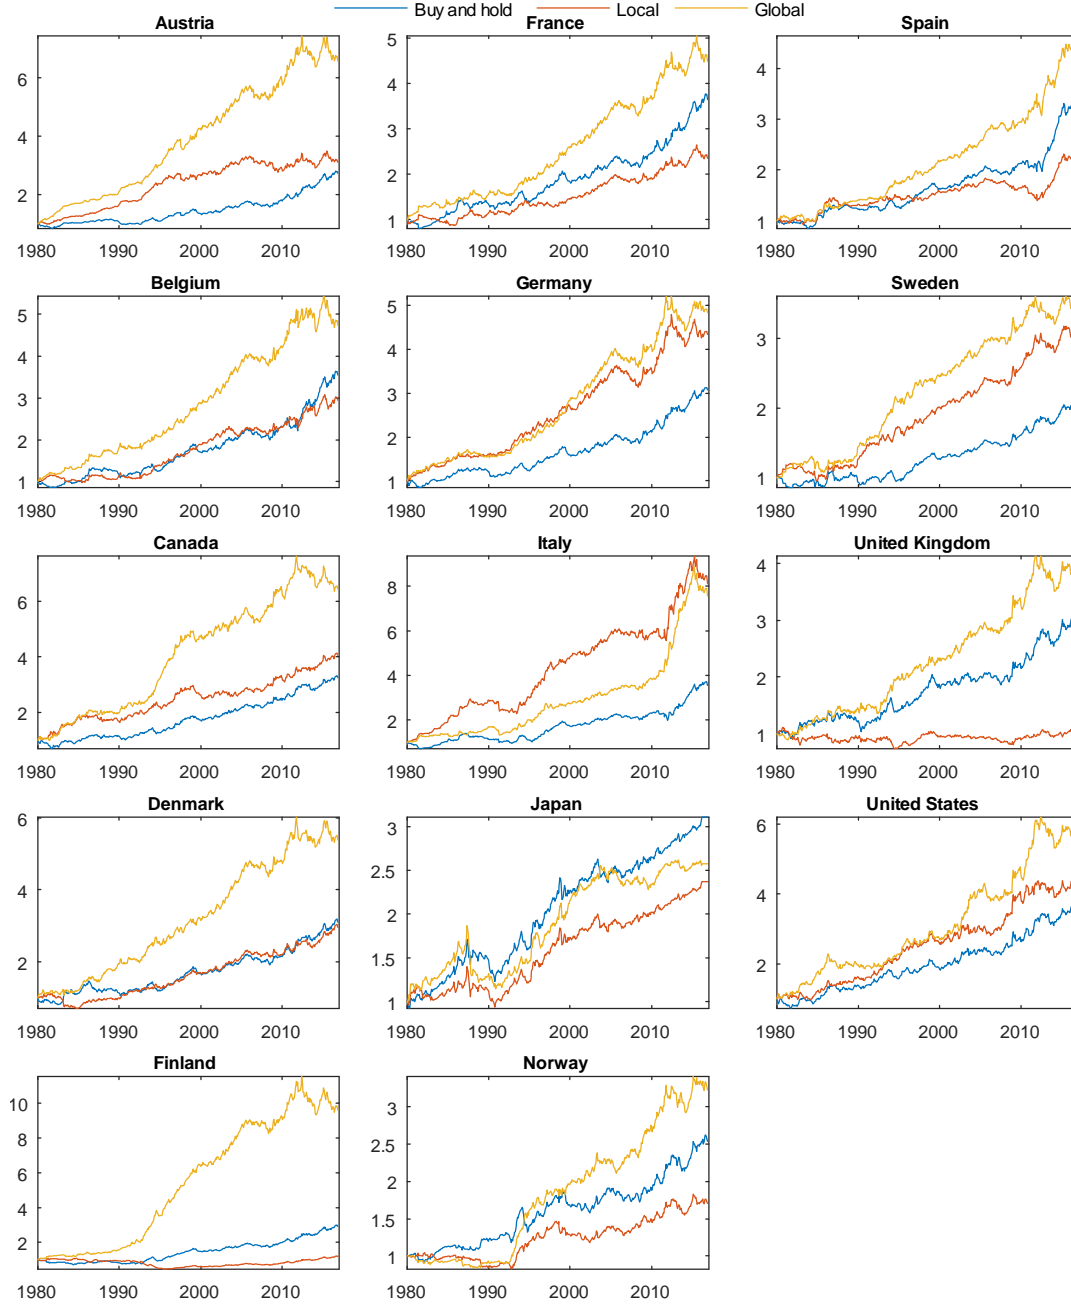 Buy and hold Local Global
Austria France Spain
6 5 4
4 4 3
2 3 2
2 1
1
1980 1990 2000 2010 1980 1990 2000 2010 1980 1990 2000 2010
Belgium Germany Sweden
5 5 3
4 4 2
3 3 1
2 2
1 1
1980 1990 2000 2010 1980 1990 2000 2010 1980 1990 2000 2010
Canada Italy United Kingdom
6 8 4
4 6 3
2 4 2
2 1
1980 1990 2000 2010 1980 1990 2000 2010 1980 1990 2000 2010
Denmark Japan United States
6 3 6
4 2.5 4
2 2 2
1.5
1
1980 1990 2000 2010 1980 1990 2000 2010 1980 1990 2000 2010
Finland Norway
10 3
8 2.5
6 2
4 1.5
2 1
1980 1990 2000 2010 1980 1990 2000 2010